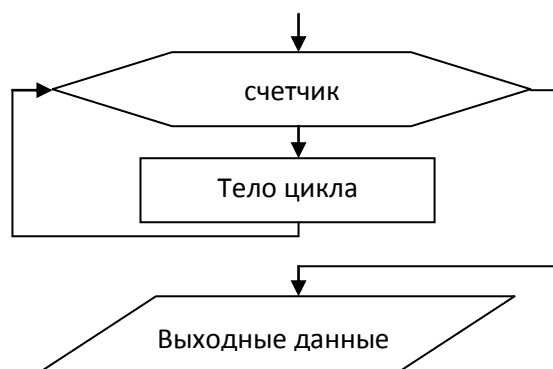 счетчик
Тело цикла
Выходные данные